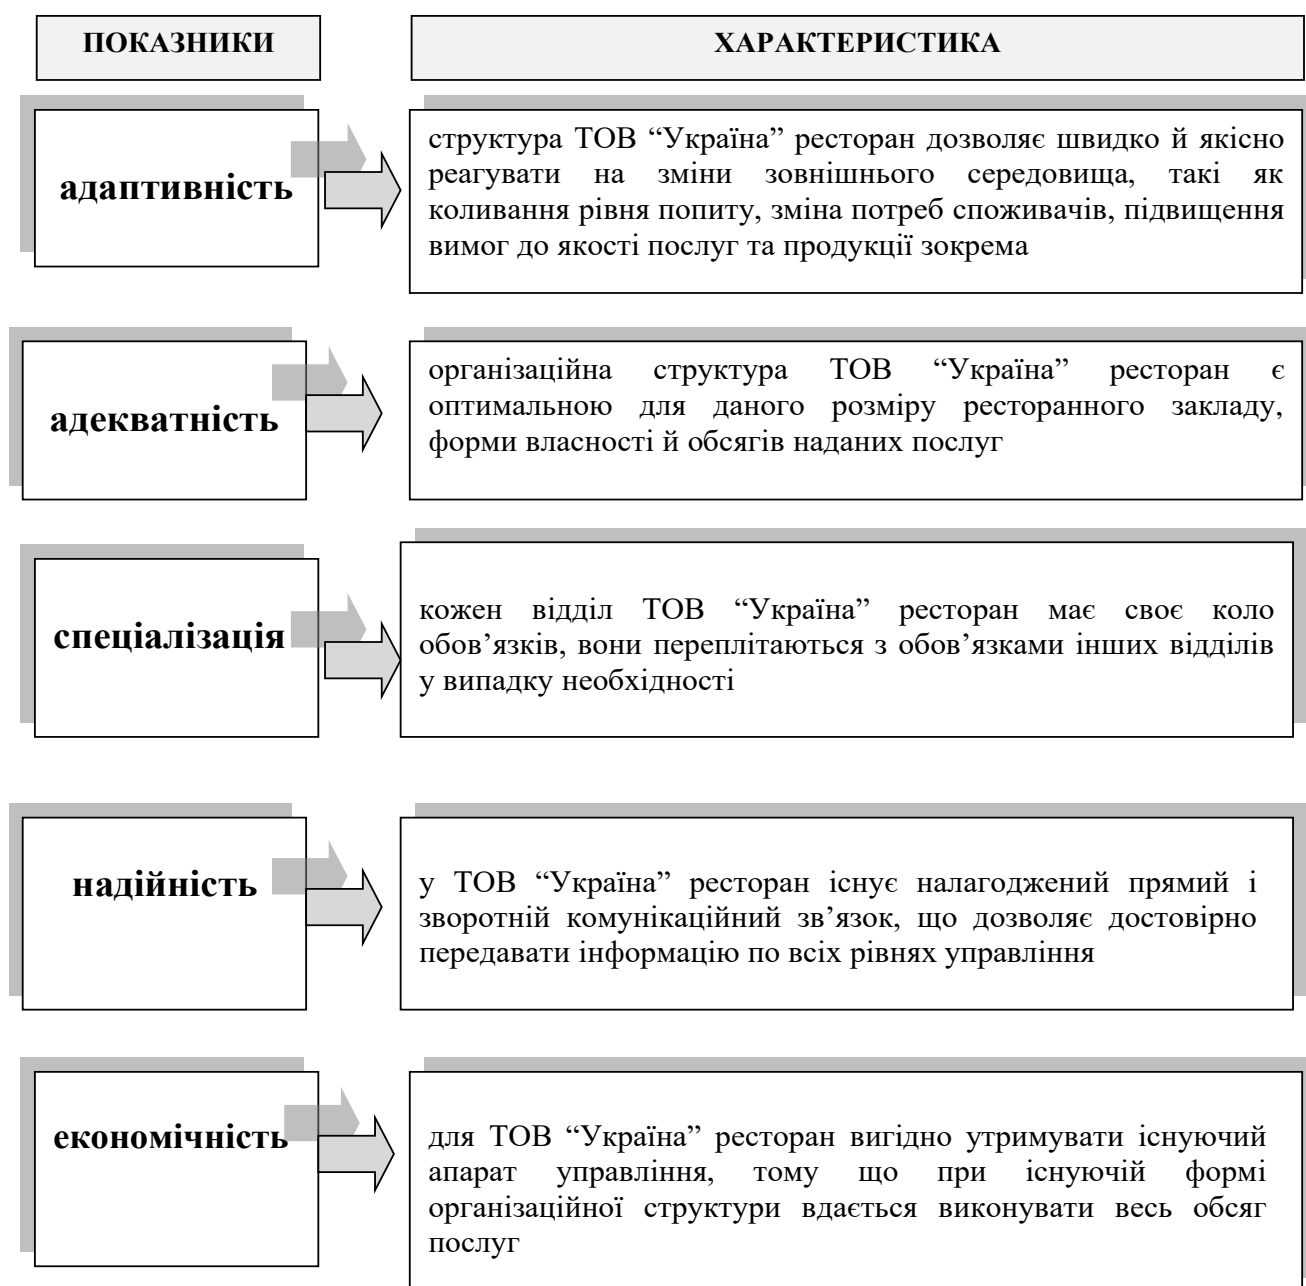 ПОКАЗНИКИ
ХАРАКТЕРИСТИКА
адаптивність
структура ТОВ “Україна” ресторан дозволяє швидко й якісно
реагувати на зміни зовнішнього середовища, такі як
коливання рівня попиту, зміна потреб споживачів, підвищення
вимог до якості послуг та продукції зокрема
адекватність
організаційна структура ТОВ “Україна” ресторан є
оптимальною для даного розміру ресторанного закладу,
форми власності й обсягів наданих послуг
спеціалізація
кожен відділ ТОВ “Україна” ресторан має своє коло
обов’язків, вони переплітаються з обов’язками інших відділів
у випадку необхідності
надійність
у ТОВ “Україна” ресторан існує налагоджений прямий і
зворотній комунікаційний зв’язок, що дозволяє достовірно
передавати інформацію по всіх рівнях управління
економічність
для ТОВ “Україна” ресторан вигідно утримувати існуючий
апарат управління, тому що при існуючій формі
організаційної структури вдається виконувати весь обсяг
послуг